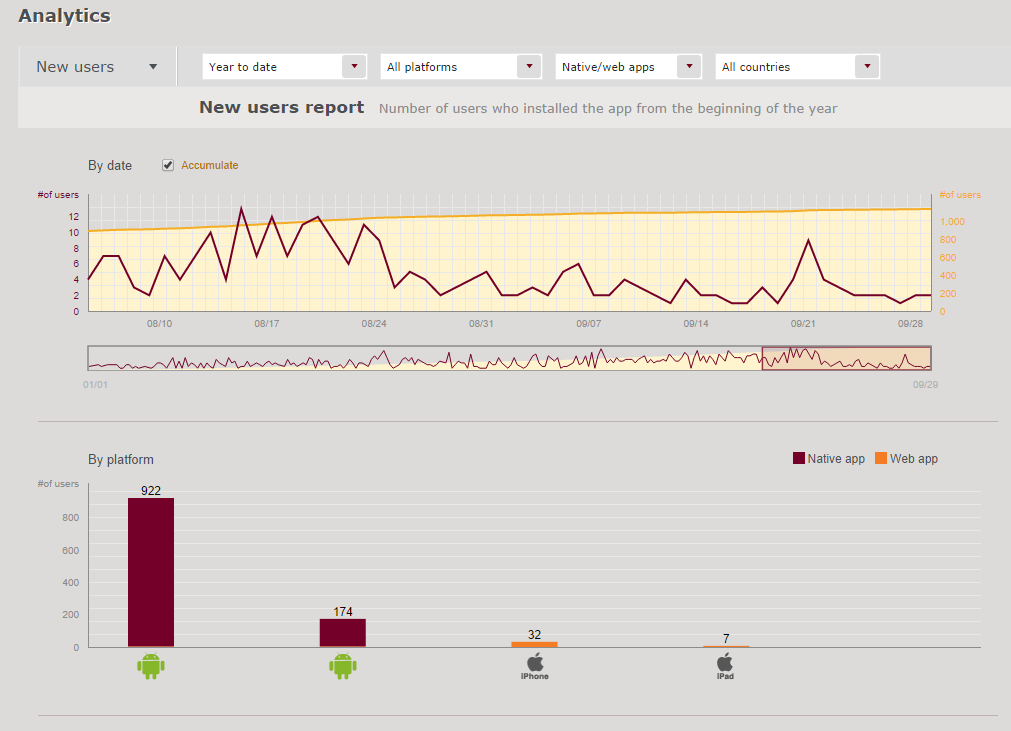 Analytics
New users Year to date All platforms Native/web apps All countries
New users report Number of users who installed the app from the beginning of the year
By date Accumulate
#of users #of users
12
10
8
6
4
2
0
1,000
800
600
400
200
0
08/10 08/17 08/24 08/31 09/07 09/14 09/21 09/28
01/01 09/29
By platform Native app Web app
#of users
800
600
400
200
0
922
174
32
7
iPhone iPad